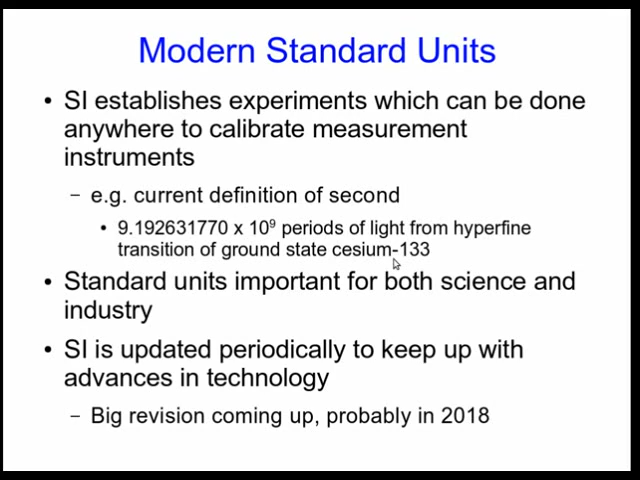 Modern Standard Units
• SI establishes experiments which can be done
anywhere to calibrate measurement
instruments
– e.g. current definition of second
• 9.192631770 x 10⁹ periods of light from hyperfine
transition of ground state cesium-133
• Standard units important for both science and
industry
• SI is updated periodically to keep up with
advances in technology
– Big revision coming up, probably in 2018